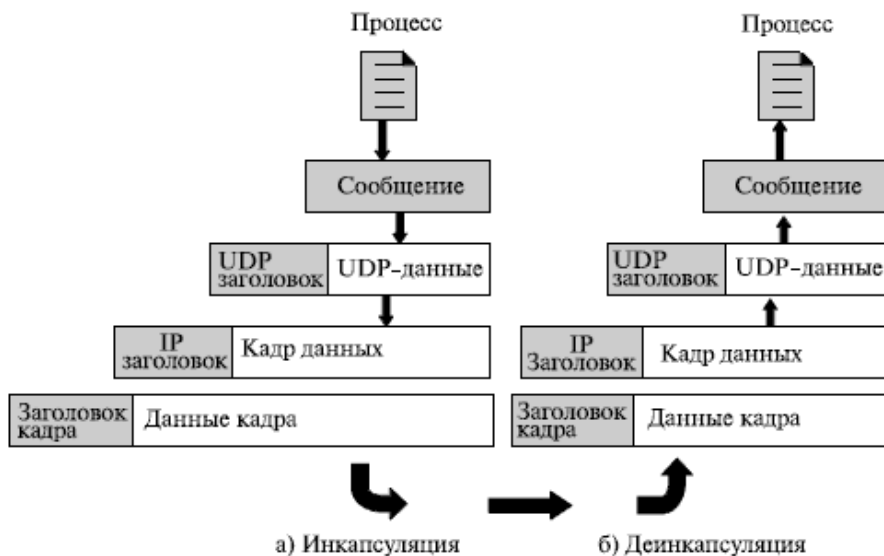 Процесс
Сообщение
UDP
заголовок
UDP-данные
IP
заголовок
Кадр данных
Заголовок
кадра
Данные кадра
а) Инкапсуляция
Процесс
Сообщение
UDP
заголовок
UDP-данные
IP
Заголовок
Кадр данных
Заголовок
кадра
Данные кадра
б) Деинкапсуляция